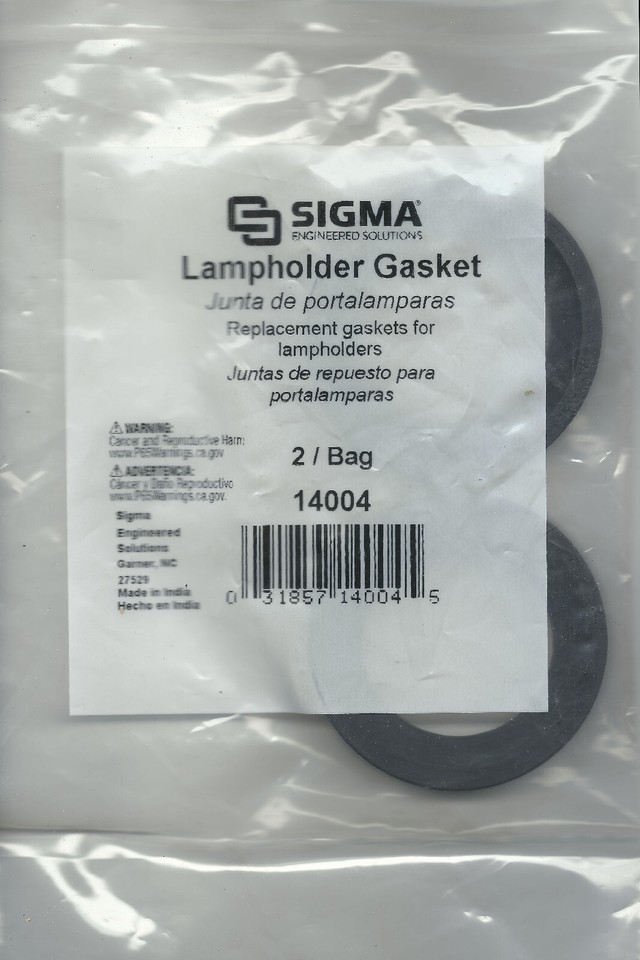 SIGMA®
ENGINEERED SOLUTIONS
Lampholder Gasket
Junta de portalamparas
Replacement gaskets for
lampholders
Juntas de repuesto para
portalamparas
⚠ WARNING:
Cancer and Reproductive Harm:
www.P65Warnings.ca.gov
⚠ ADVERTENCIA:
Cáncer y Daño Reproductivo
www.P65Warnings.ca.gov.
2 / Bag
14004
Sigma
Engineered
Solutions
Garner, NC
27529
Made in India
Hecho en India
0 31857 14004 5